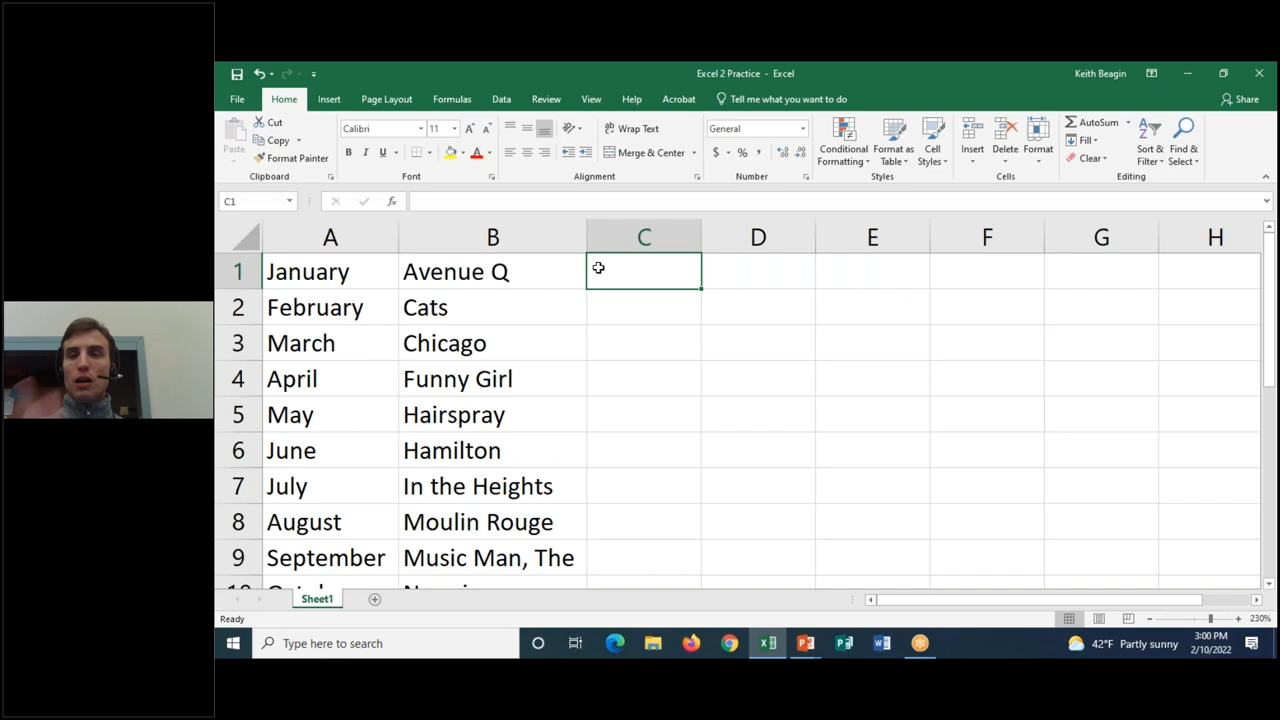 Excel 2 Practice - Excel
Keith Beagin
File Home Insert Page Layout Formulas Data Review View Help Acrobat Tell me what you want to do Share
Paste
Cut
Copy
Format Painter
Clipboard
Calibri 11
B I U
Font
Wrap Text
Merge & Center
Alignment
General
$ % ,
Number
Conditional Formatting
Format as Table
Cell Styles
Styles
Insert Delete Format
Cells
AutoSum
Fill
Clear
Sort & Filter
Find & Select
Editing
C1 fx
A B C D E F G H
1 January Avenue Q
2 February Cats
3 March Chicago
4 April Funny Girl
5 May Hairspray
6 June Hamilton
7 July In the Heights
8 August Moulin Rouge
9 September Music Man, The
Sheet1
Ready 230%
Type here to search
42°F Partly sunny
3:00 PM
2/10/2022